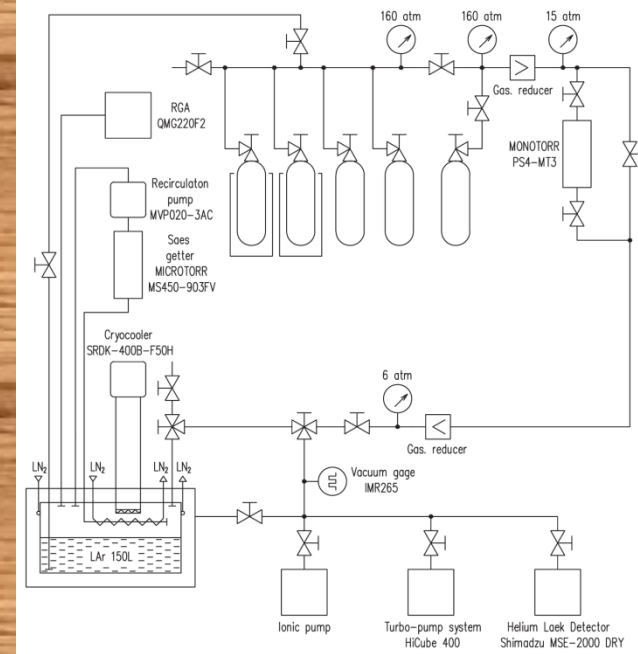 160 atm
160 atm
15 atm
Gas. reducer
RGA
QMG220F2
MONOTORR
PS4-MT3
Recirculaton
pump
MVP020-3AC
Saes
getter
MICROTORR
MS450-903FV
Cryocooler
SRDK-400B-F50H
6 atm
Gas. reducer
LN2
LN2
LN2
LN2
Vacuum gage
IMR265
LAr 150L
Ionic pump
Turbo-pump system
HiCube 400
Helium Laek Detector
Shimadzu MSE-2000 DRY